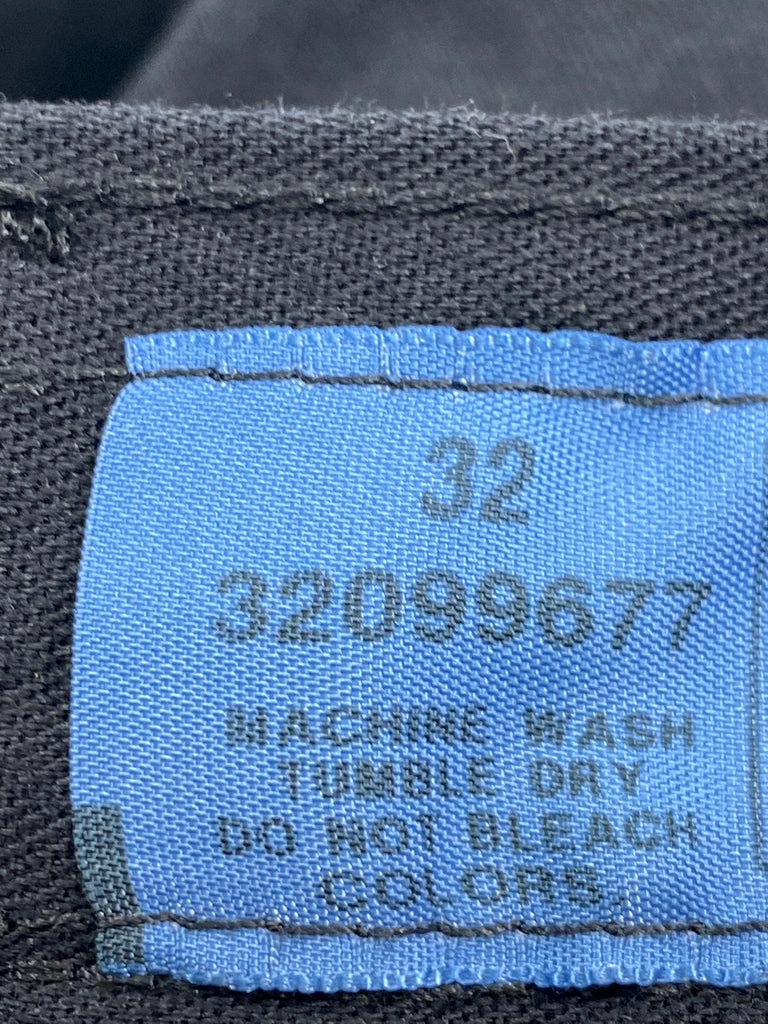 32
32099677
MACHINE WASH
TUMBLE DRY
DO NOT BLEACH
COLORS